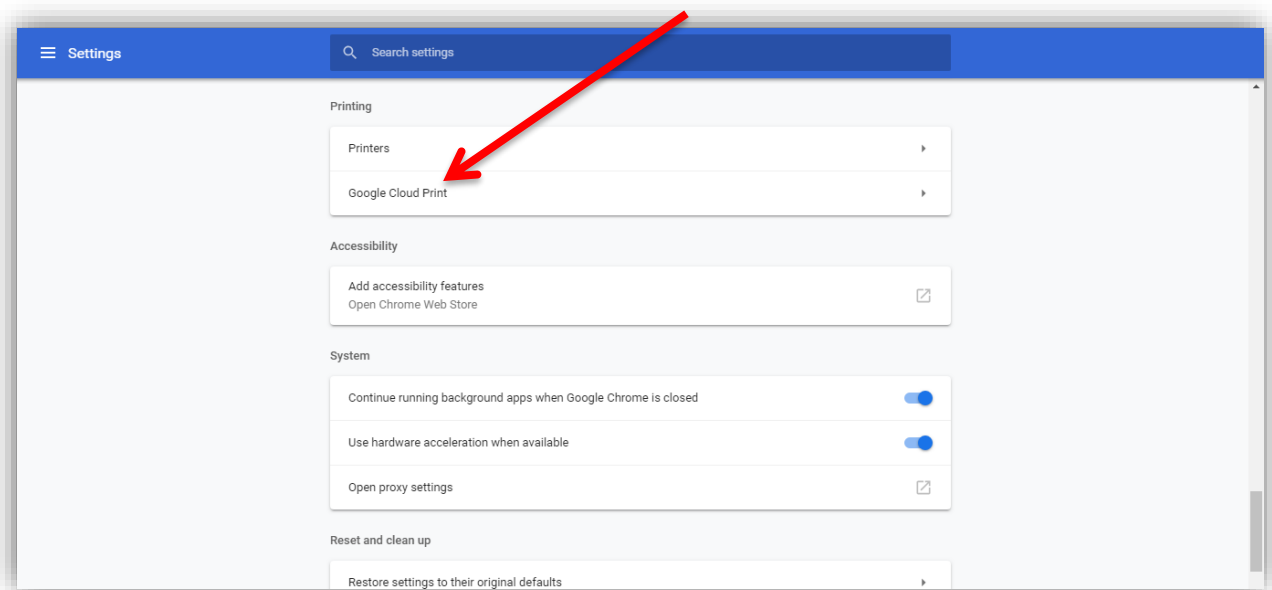 Settings
Search settings
Printing
Printers
Google Cloud Print
Accessibility
Add accessibility features
Open Chrome Web Store
System
Continue running background apps when Google Chrome is closed
Use hardware acceleration when available
Open proxy settings
Reset and clean up
Restore settings to their original defaults